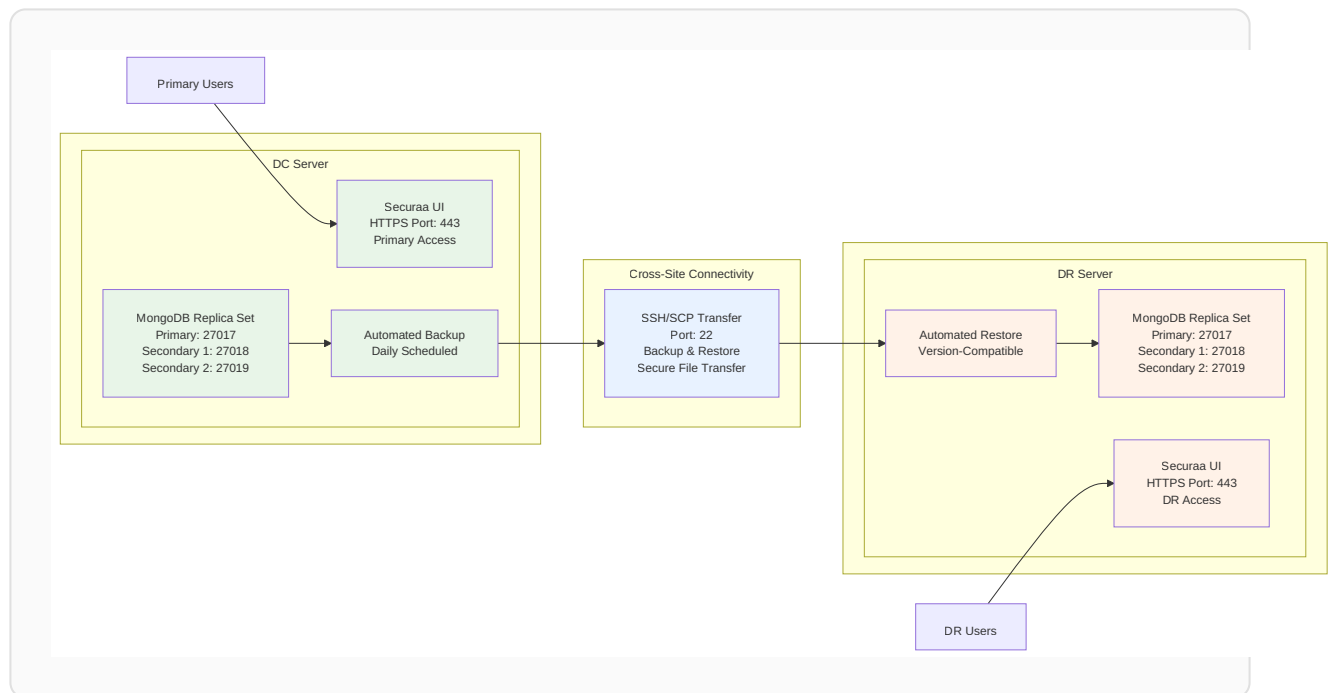 Primary Users
DC Server
Securaa UI
HTTPS Port: 443
Primary Access
MongoDB Replica Set
Primary: 27017
Secondary 1: 27018
Secondary 2: 27019
Automated Backup
Daily Scheduled
Cross-Site Connectivity
SSH/SCP Transfer
Port: 22
Backup & Restore
Secure File Transfer
DR Server
Automated Restore
Version-Compatible
MongoDB Replica Set
Primary: 27017
Secondary 1: 27018
Secondary 2: 27019
Securaa UI
HTTPS Port: 443
DR Access
DR Users